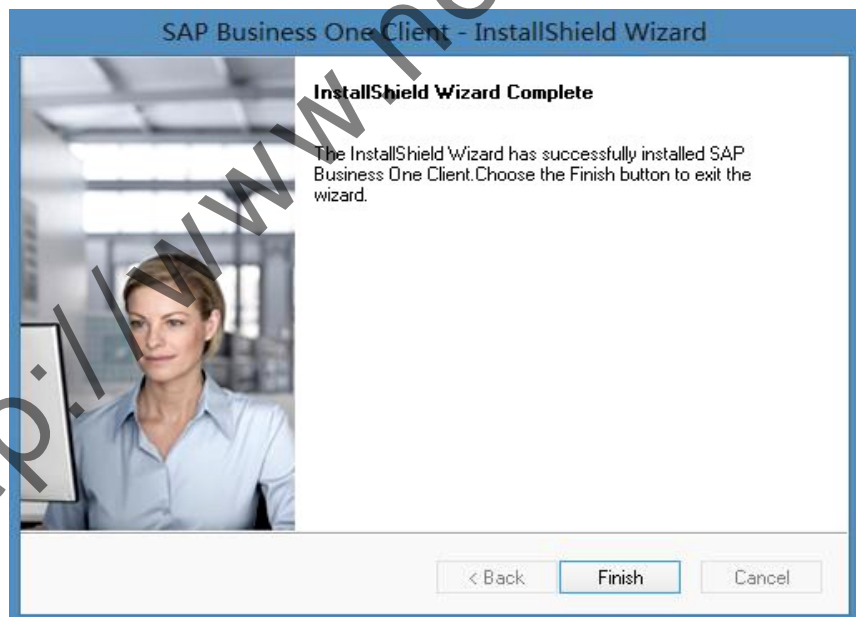 SAP Business One Client - InstallShield Wizard
InstallShield Wizard Complete
The InstallShield Wizard has successfully installed SAP
Business One Client.Choose the Finish button to exit the
wizard.
< Back
Finish
Cancel
p://www.n